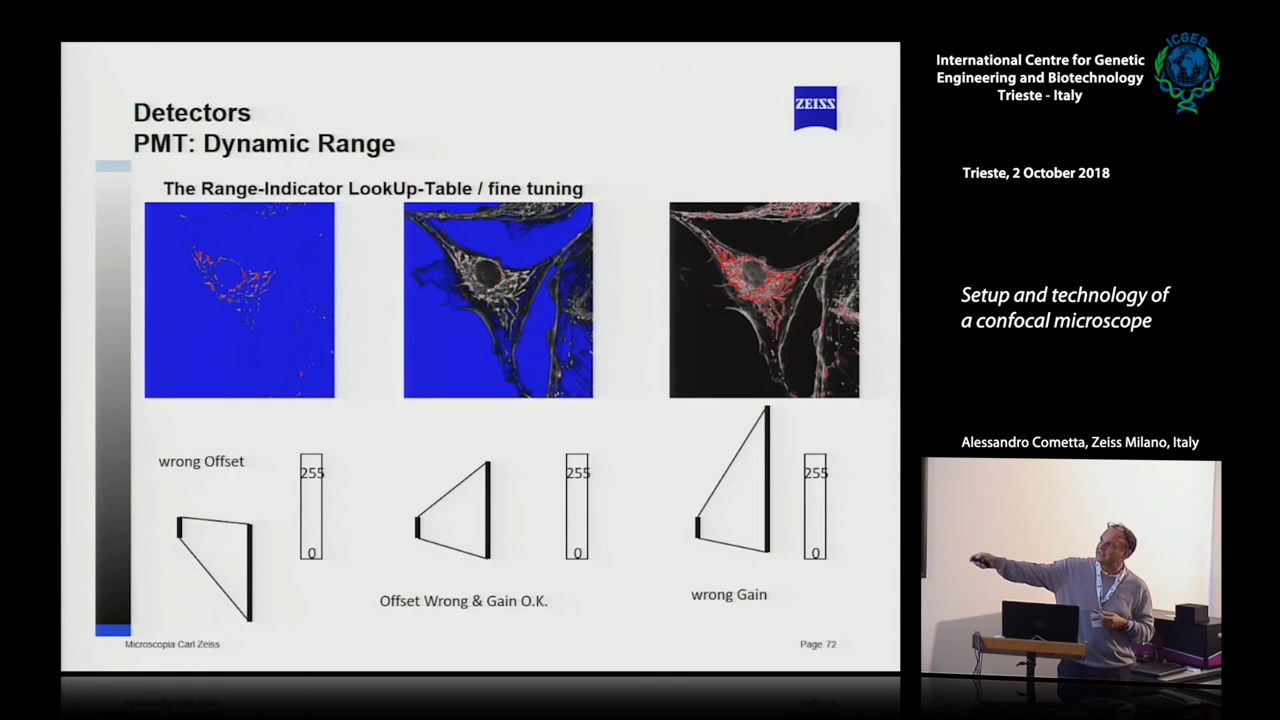 Detectors
PMT: Dynamic Range
ZEISS
The Range-Indicator LookUp-Table / fine tuning
wrong Offset
255
0
255
0
Offset Wrong & Gain O.K.
255
0
wrong Gain
Microscopia Carl Zeiss
Page 72
International Centre for Genetic
Engineering and Biotechnology
Trieste - Italy
ICGEB
Trieste, 2 October 2018
Setup and technology of
a confocal microscope
Alessandro Cometta, Zeiss Milano, Italy